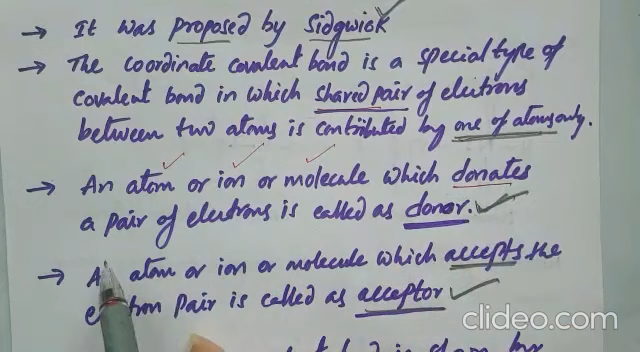 → It was proposed by Sidgwick
→ The coordinate covalent bond is a special type of
covalent bond in which shared pair of electrons
between two atoms is contributed by one of atoms only.
→ An atom or ion or molecule which donates
a pair of electrons is called as donor.
→ atom or ion or molecule which accepts the
pair is called as acceptor
clideo.com